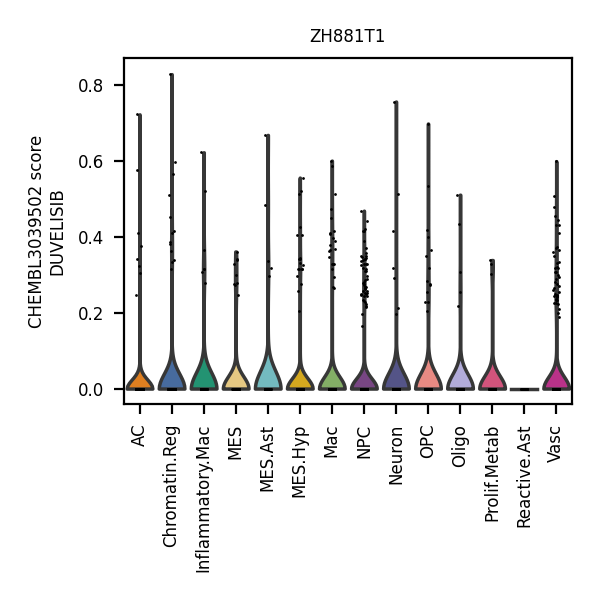 ZH881T1
CHEMBL3039502 score
DUVELISIB
0.8
0.6
0.4
0.2
0.0
AC
Chromatin.Reg
Inflammatory.Mac
MES
MES.Ast
MES.Hyp
Mac
NPC
Neuron
OPC
Oligo
Prolif.Metab
Reactive.Ast
Vasc